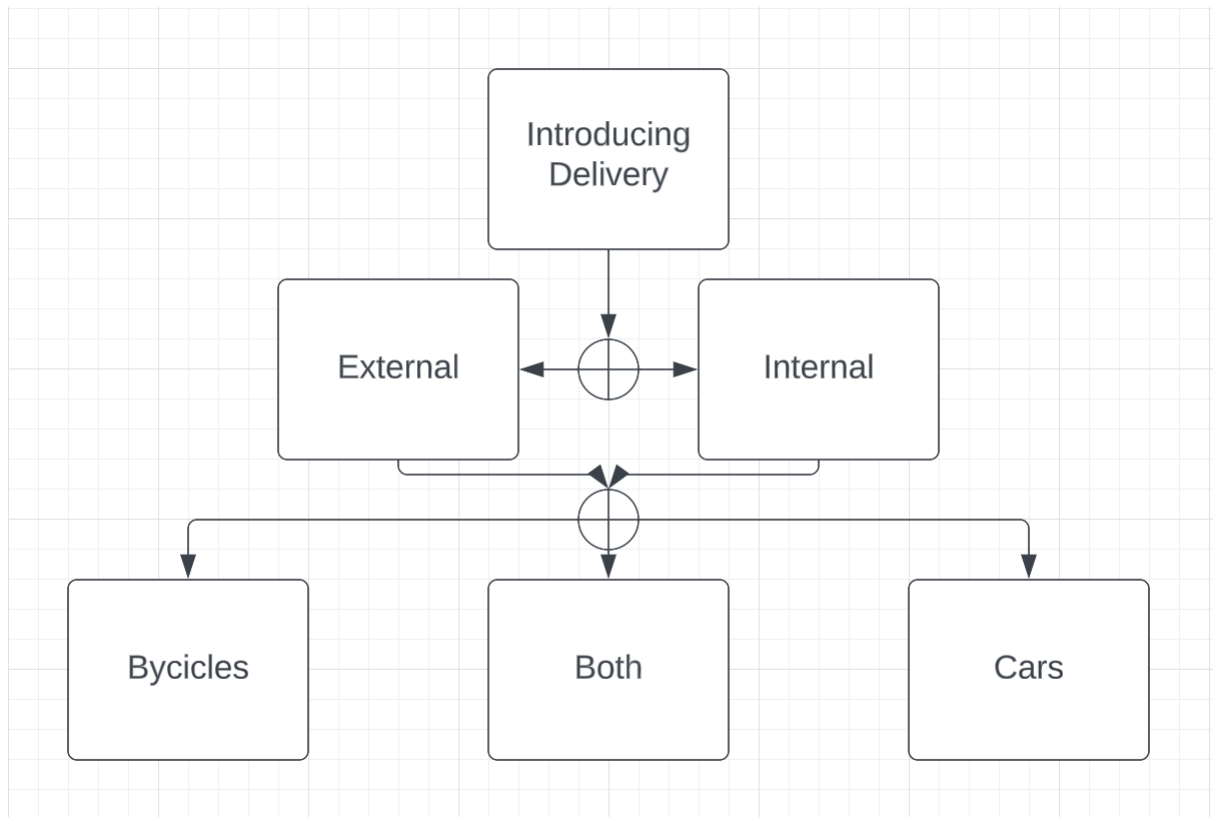 Introducing
Delivery
External
Internal
Bycicles
Both
Cars